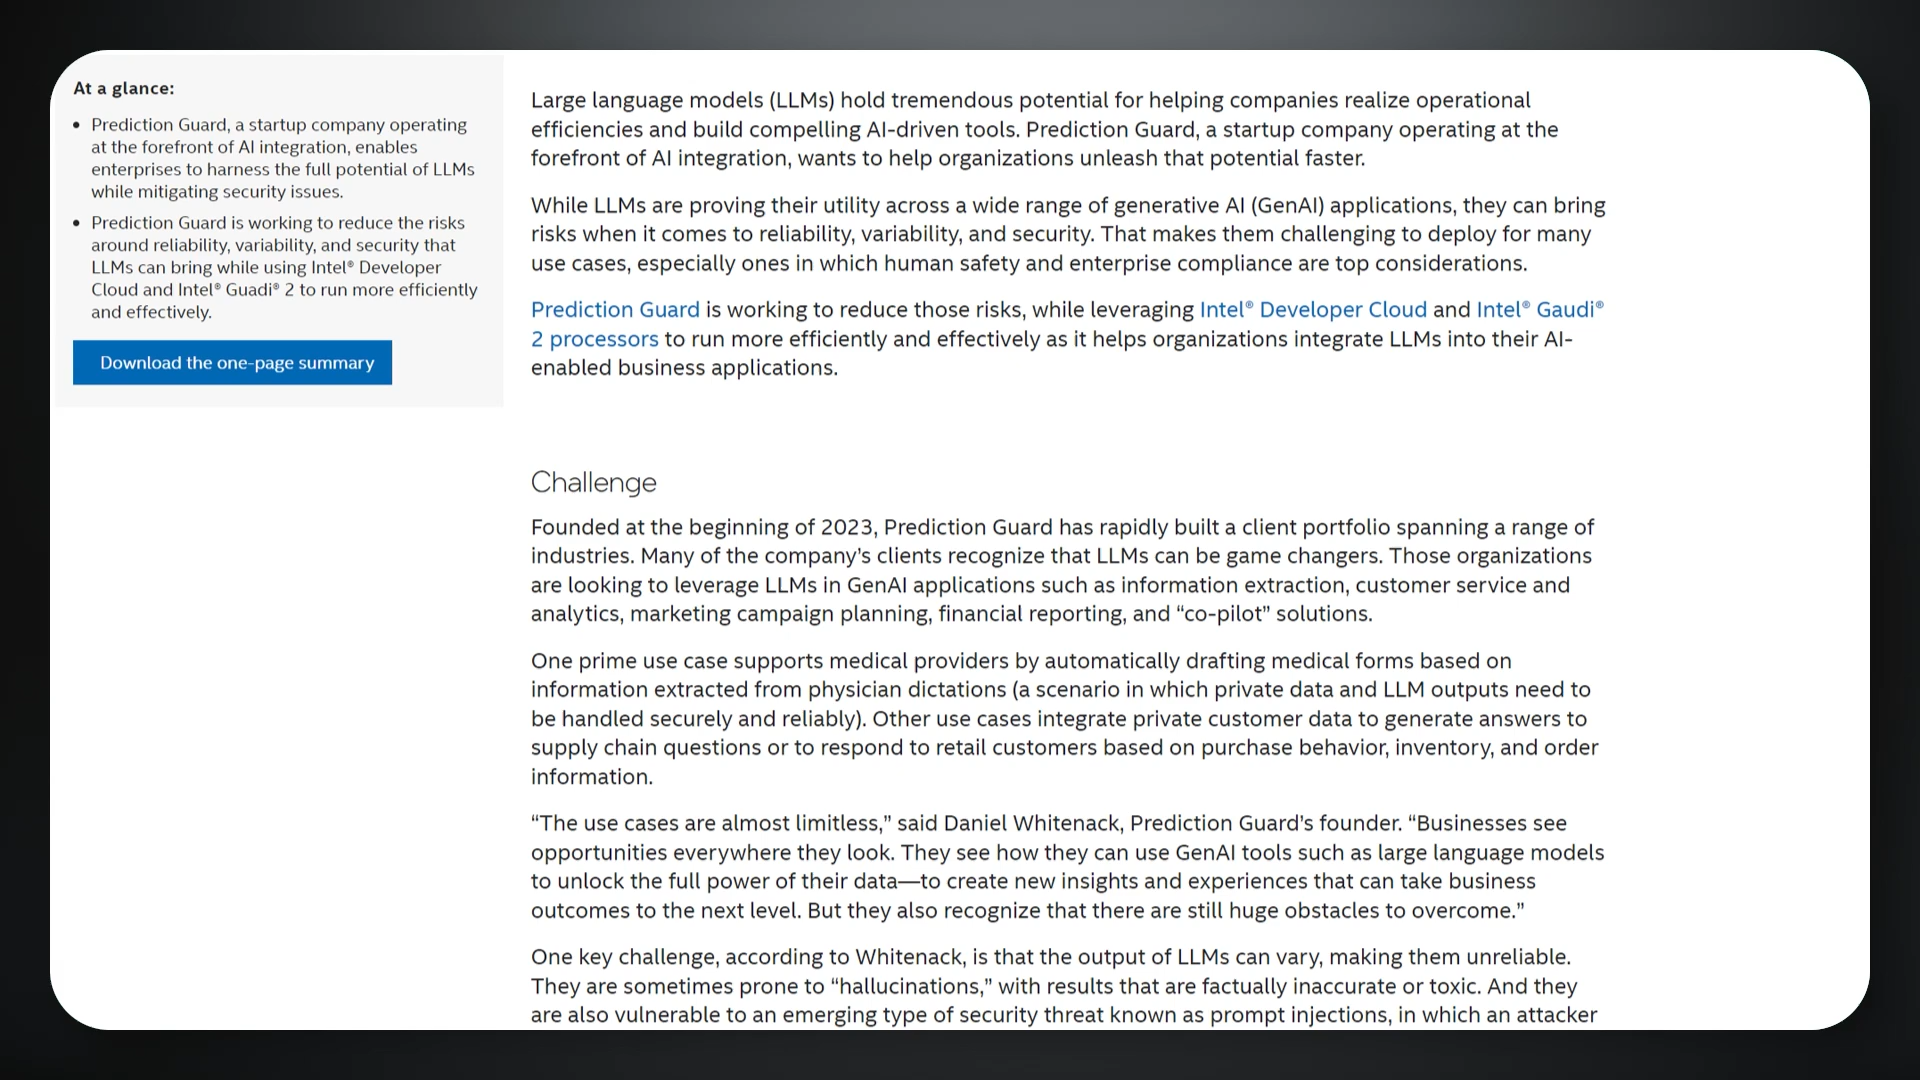 At a glance:
• Prediction Guard, a startup company operating
at the forefront of AI integration, enables
enterprises to harness the full potential of LLMs
while mitigating security issues.
• Prediction Guard is working to reduce the risks
around reliability, variability, and security that
LLMs can bring while using Intel® Developer
Cloud and Intel® Guadi® 2 to run more efficiently
and effectively.
Download the one-page summary
Large language models (LLMs) hold tremendous potential for helping companies realize operational
efficiencies and build compelling AI-driven tools. Prediction Guard, a startup company operating at the
forefront of AI integration, wants to help organizations unleash that potential faster.
While LLMs are proving their utility across a wide range of generative AI (GenAI) applications, they can bring
risks when it comes to reliability, variability, and security. That makes them challenging to deploy for many
use cases, especially ones in which human safety and enterprise compliance are top considerations.
Prediction Guard is working to reduce those risks, while leveraging Intel® Developer Cloud and Intel® Gaudi®
2 processors to run more efficiently and effectively as it helps organizations integrate LLMs into their AI-
enabled business applications.
Challenge
Founded at the beginning of 2023, Prediction Guard has rapidly built a client portfolio spanning a range of
industries. Many of the company’s clients recognize that LLMs can be game changers. Those organizations
are looking to leverage LLMs in GenAI applications such as information extraction, customer service and
analytics, marketing campaign planning, financial reporting, and “co-pilot” solutions.
One prime use case supports medical providers by automatically drafting medical forms based on
information extracted from physician dictations (a scenario in which private data and LLM outputs need to
be handled securely and reliably). Other use cases integrate private customer data to generate answers to
supply chain questions or to respond to retail customers based on purchase behavior, inventory, and order
information.
“The use cases are almost limitless,” said Daniel Whitenack, Prediction Guard’s founder. “Businesses see
opportunities everywhere they look. They see how they can use GenAI tools such as large language models
to unlock the full power of their data—to create new insights and experiences that can take business
outcomes to the next level. But they also recognize that there are still huge obstacles to overcome.”
One key challenge, according to Whitenack, is that the output of LLMs can vary, making them unreliable.
They are sometimes prone to “hallucinations,” with results that are factually inaccurate or toxic. And they
are also vulnerable to an emerging type of security threat known as prompt injections, in which an attacker